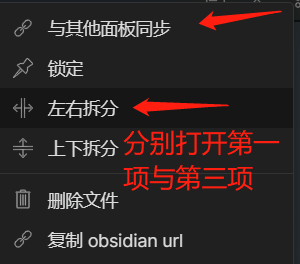 与其他面板同步
锁定
左右拆分
上下拆分
分别打开第一
项与第三项
删除文件
复制 obsidian url